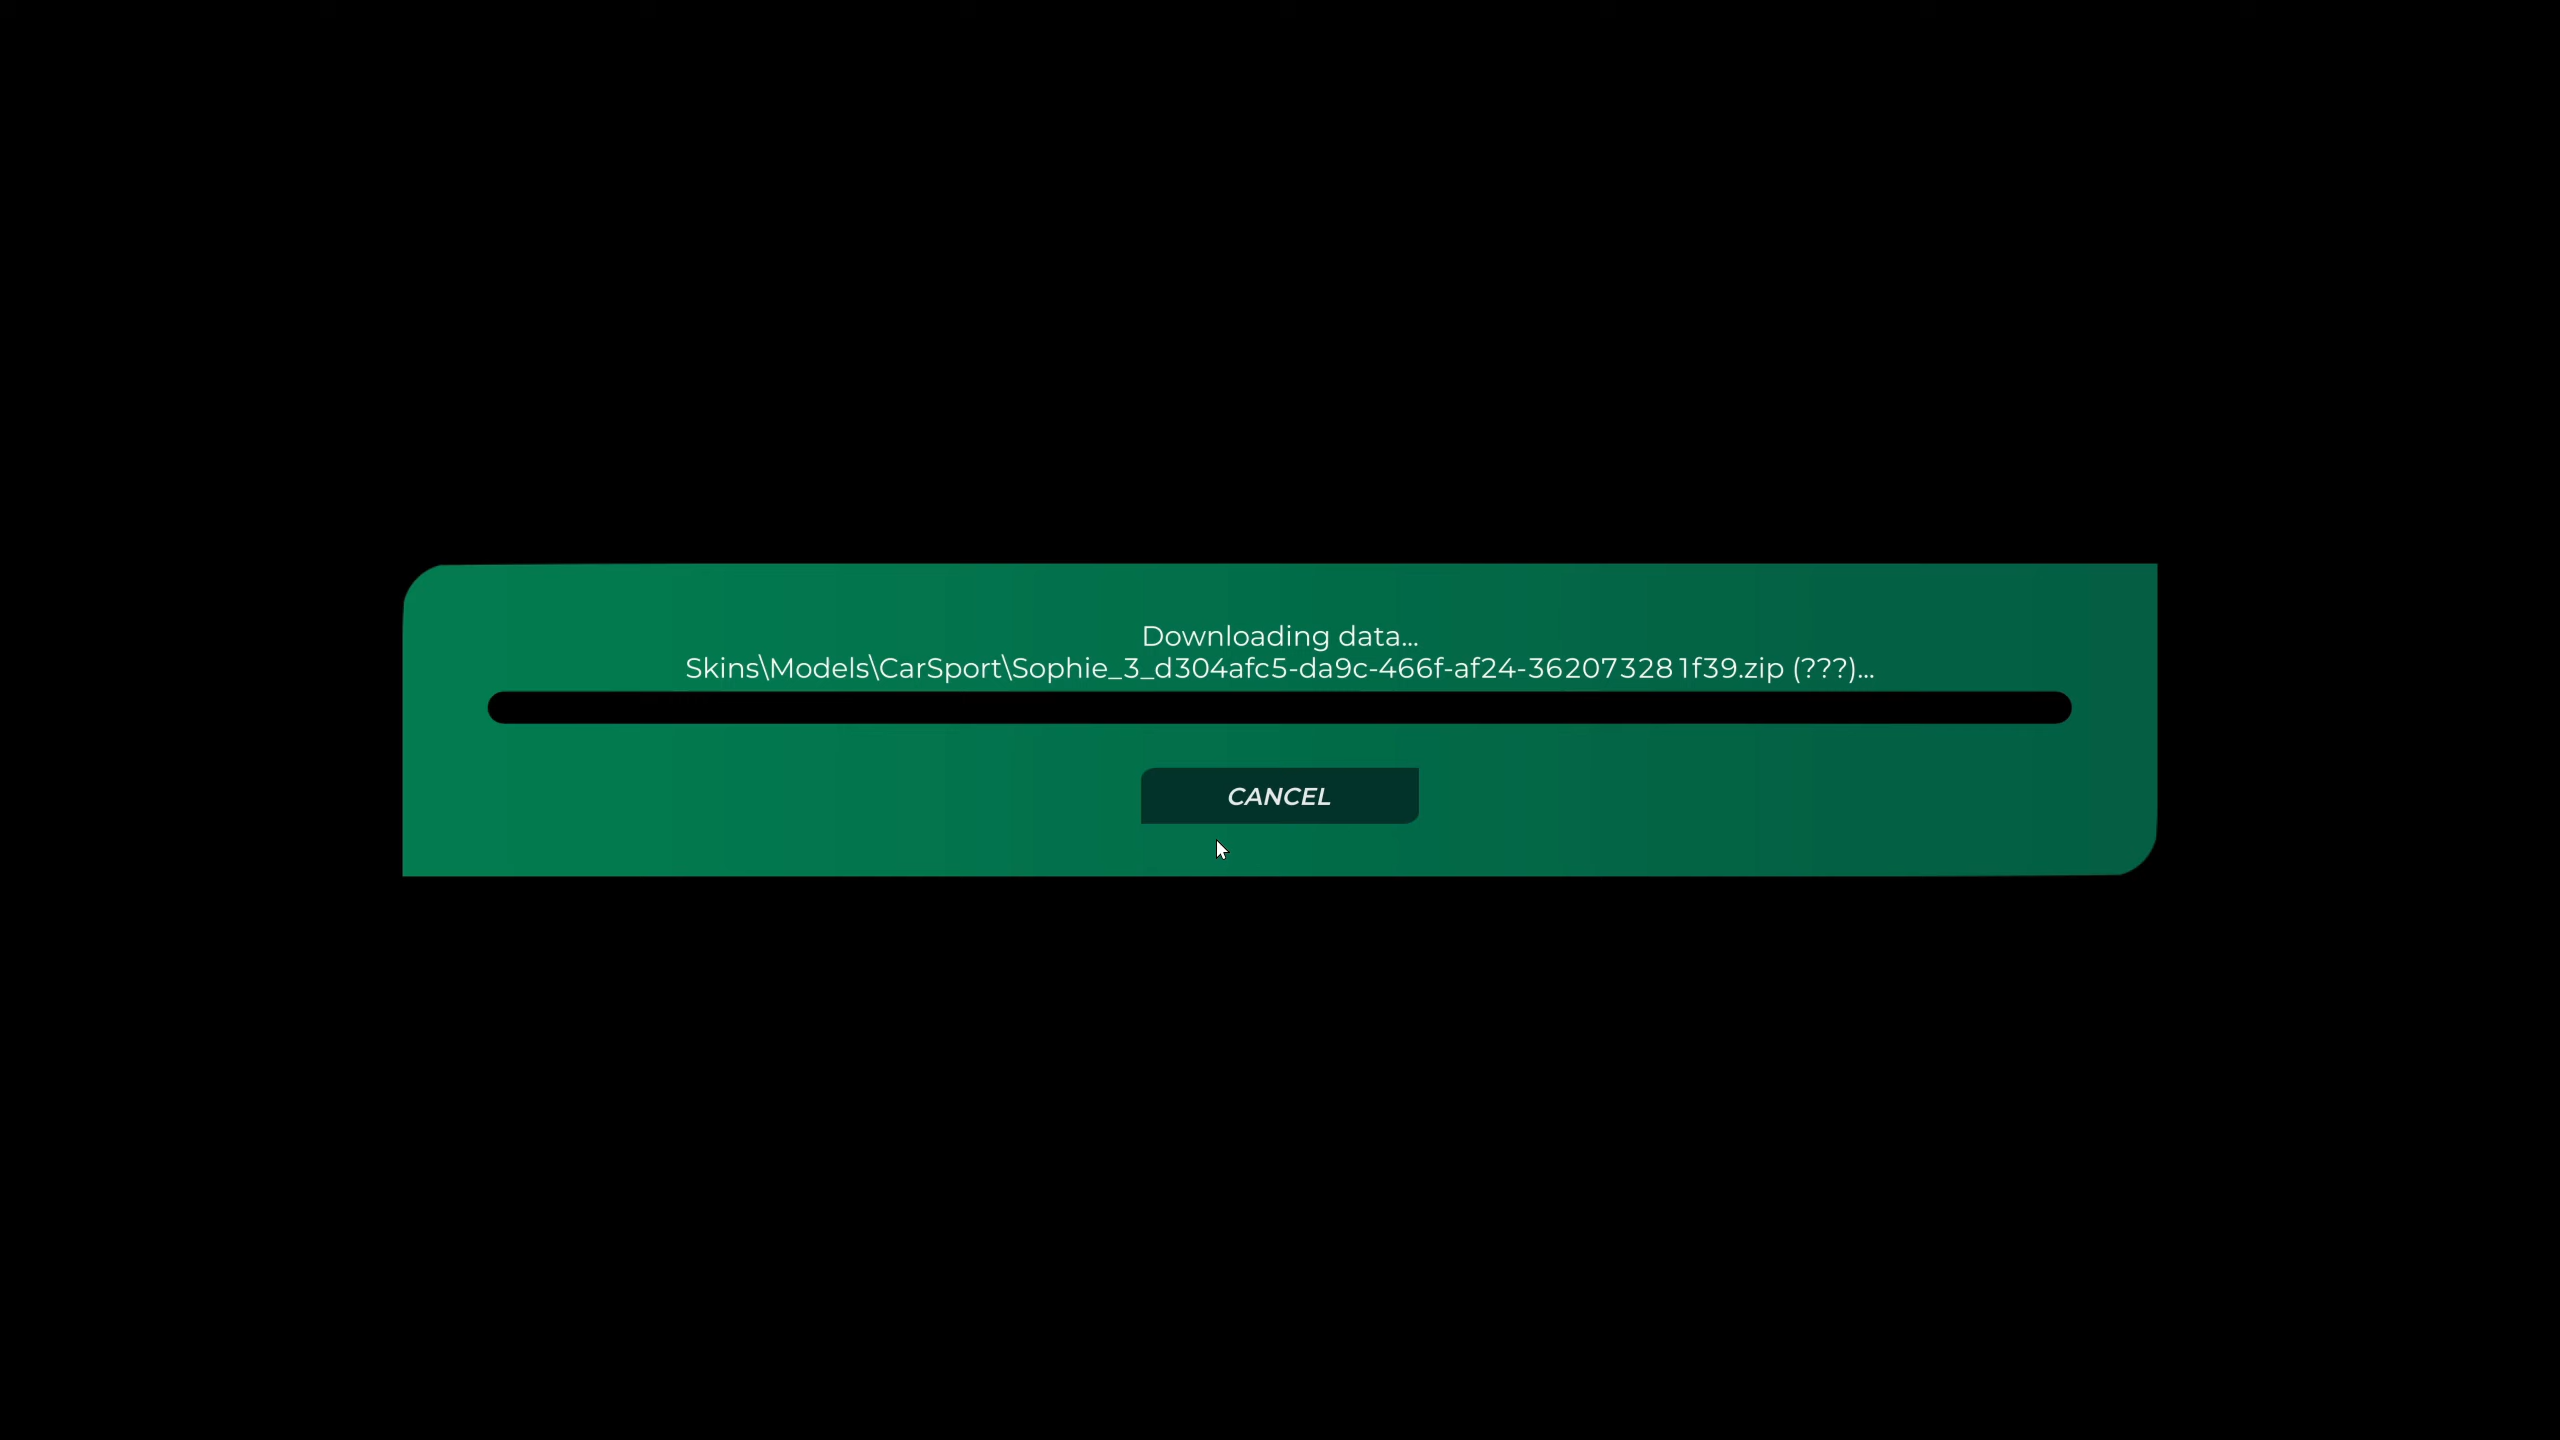 Downloading data...
Skins\Models\CarSport\Sophie_3_d304afc5-da9c-466f-af24-362073281f39.zip (???)...
CANCEL